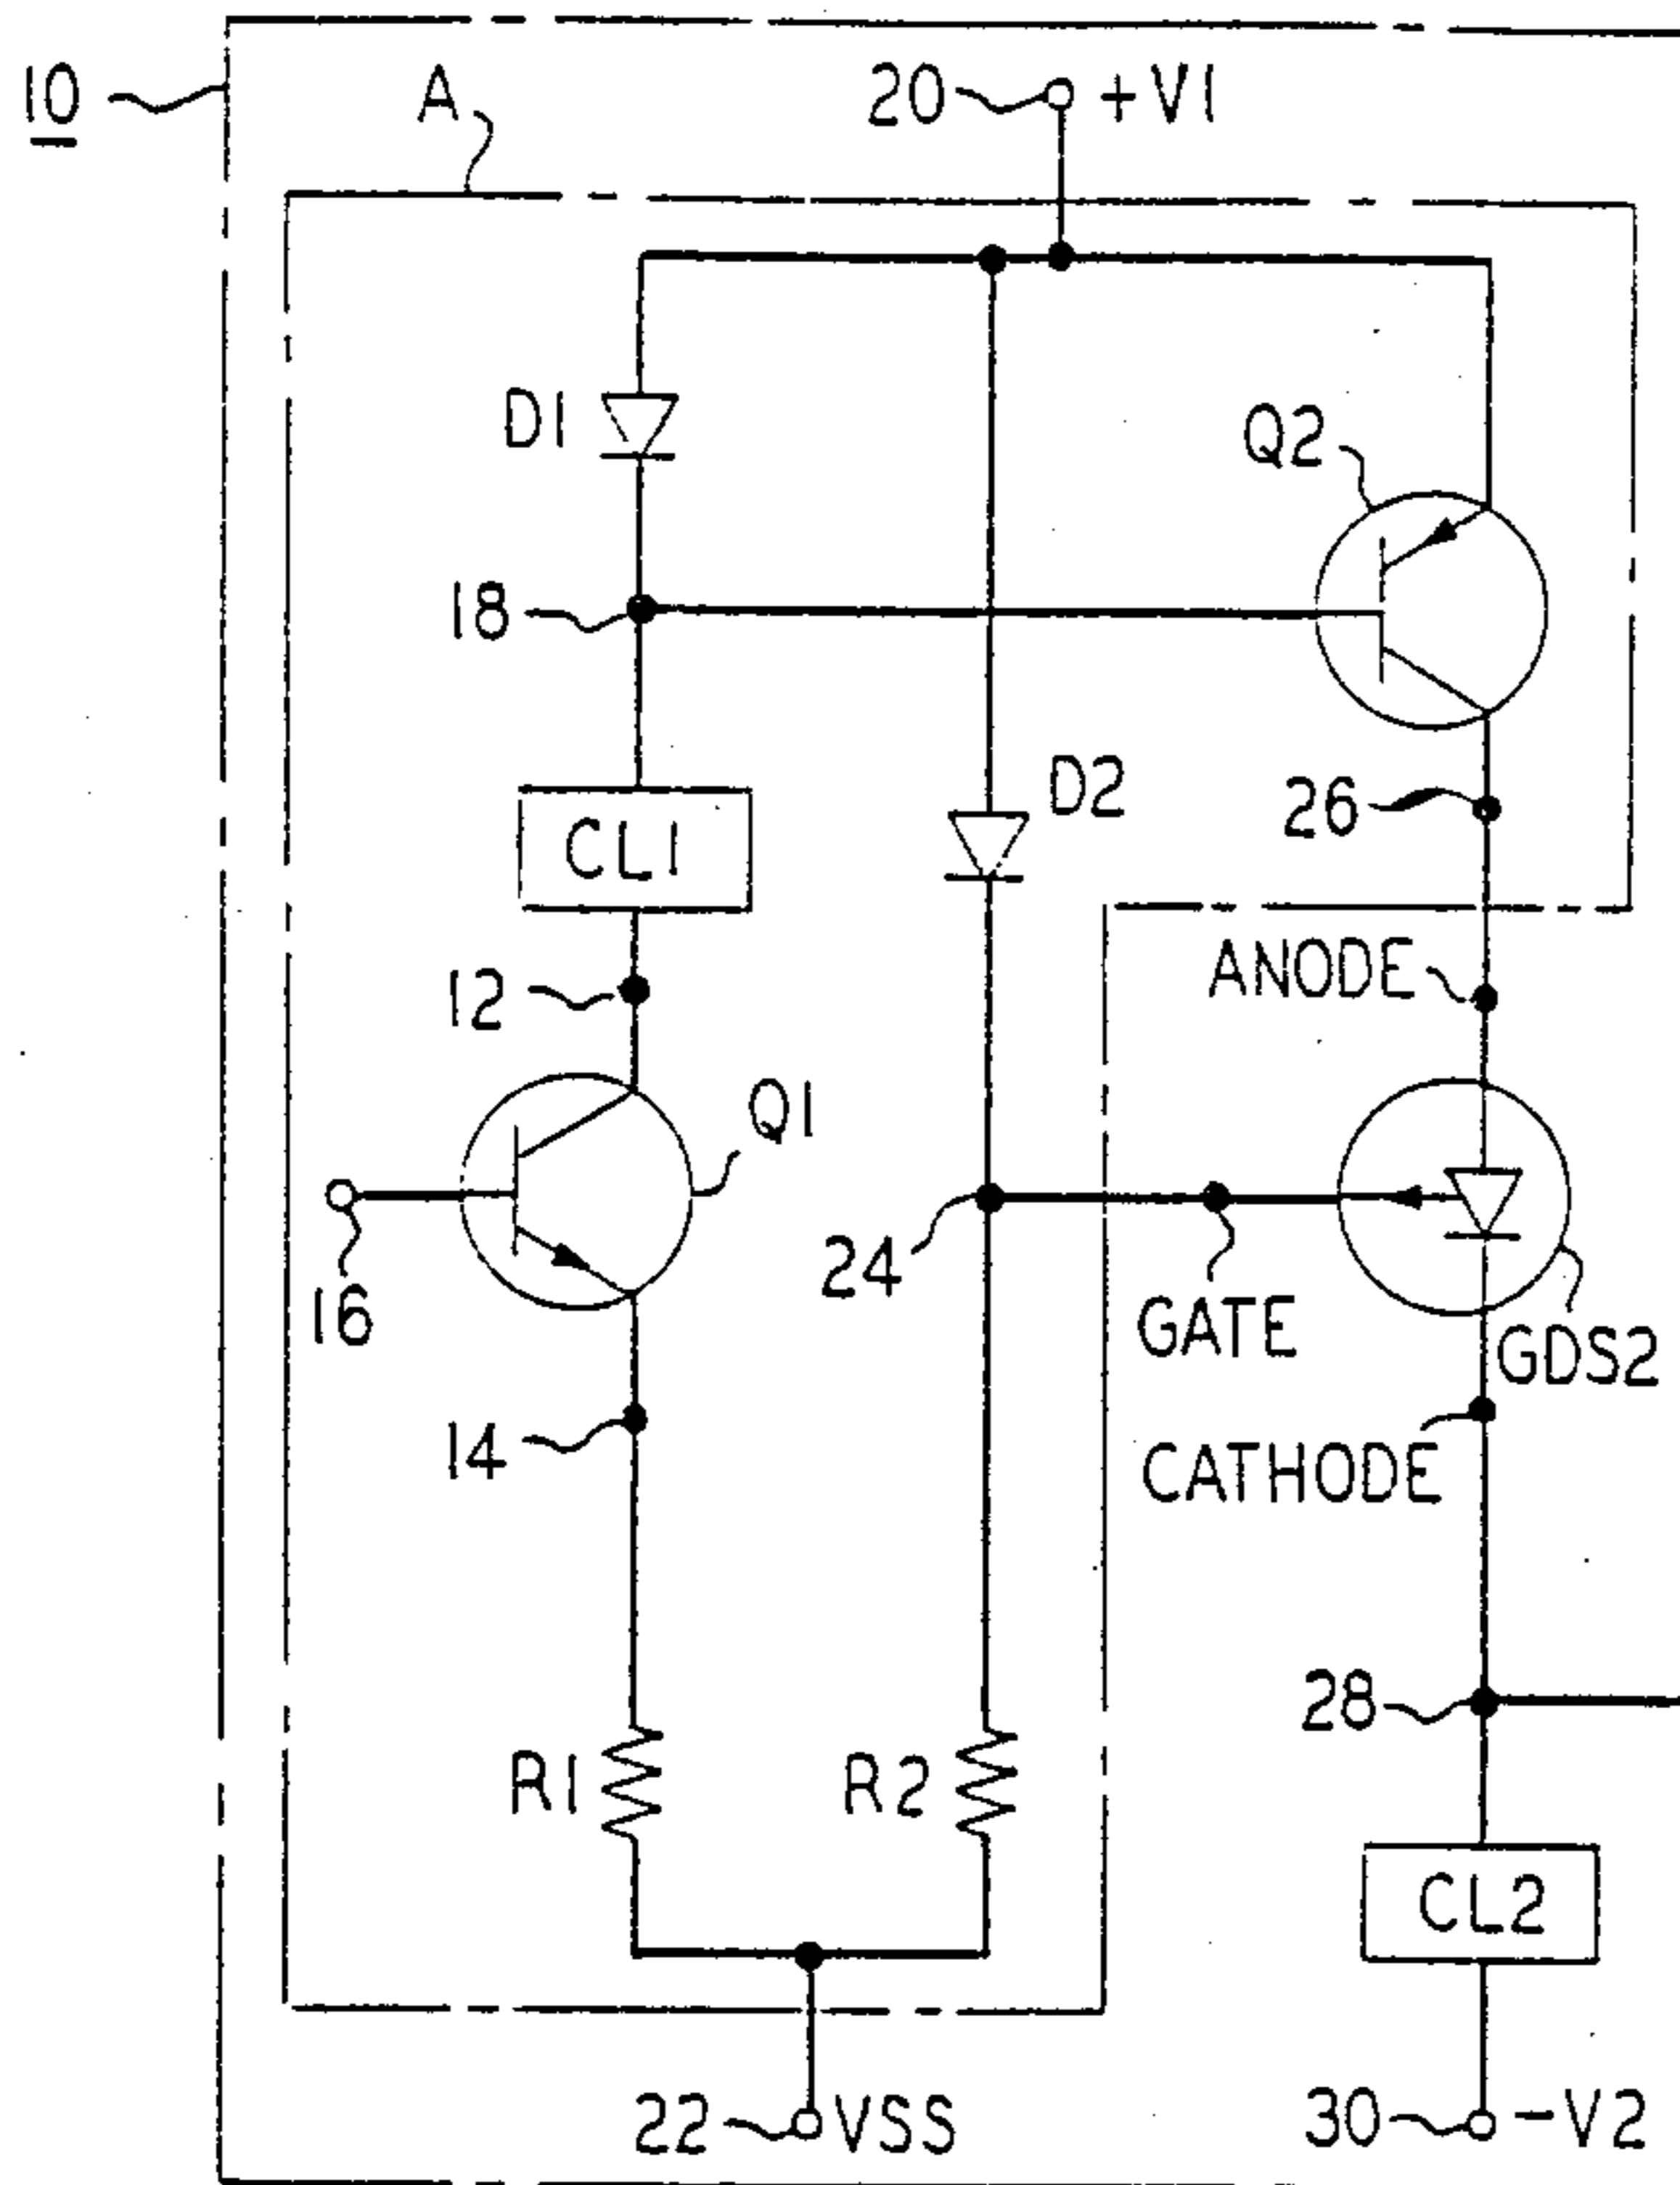 10
A
20
+V1
D1
Q2
18
D2
26
CL1
ANODE
12
Q1
24
16
GATE
GDS2
14
CATHODE
28
R1
R2
CL2
22
VSS
30
-V2